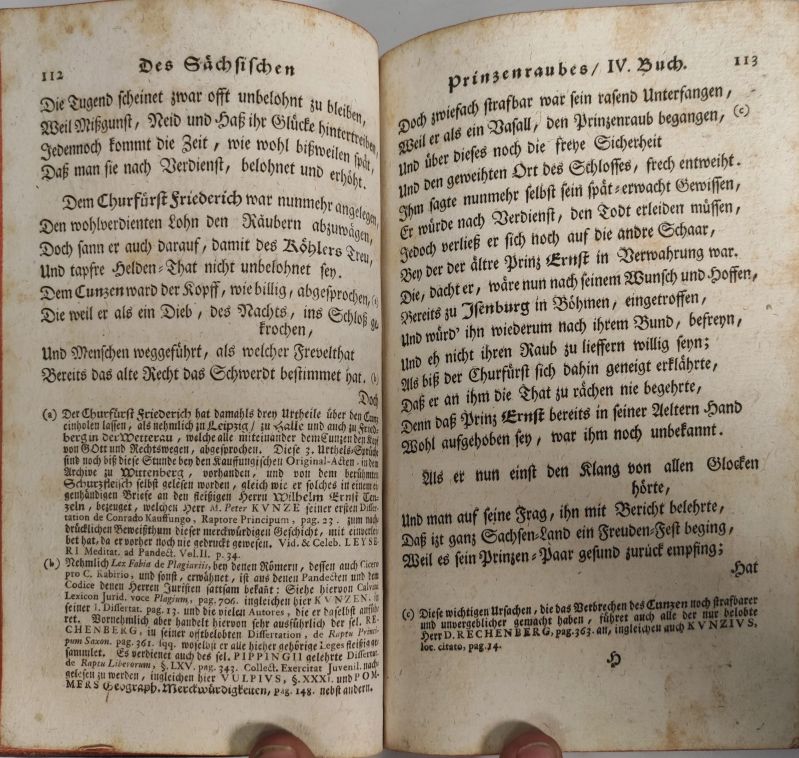 112 Des Sächsischen
Die Tugend scheinet zwar offt unbelohnt zu bleiben,
Weil Mißgunst, Neid und Haß ihr Glücke hintertreiben,
Jedennoch kommt die Zeit, wie wohl bißweilen spät,
Daß man sie nach Verdienst, belohnet und erhöht.
Dem Churfürst Friederich war nunmehr angelegen,
Den wohlverdienten Lohn den Räubern abzuwägen,
Doch sann er auch darauf, damit des Köhlers Treu,
Und tapfre Helden-That nicht unbelohnet sey.
Dem Cunzen ward der Kopff, wie billig, abgesprochen, (a)
Die weil er als ein Dieb, des Nachts, ins Schloß ge-
krochen,
Und Menschen weggeführt, als welcher Frevelthat
Bereits das alte Recht das Schwerdt bestimmet hat. (b)
Doch
(a) Der Churfürst Friederich hat damahls drey Urtheile über den Cunz
einholen lassen, als nehmlich zu Leipzig/ zu Halle und auch zu Fried-
berg in der Wetterau, welche alle miteinander dem Cunzen den Kopf
von GOtt und Rechtswegen, abgesprochen. Diese 3. Urthels-Sprüche
sind noch biß diese Stunde bey den Kauffungischen Original-Acten, in dem
Archive zu Wittenberg, vorhanden, und von dem berühmten
Schurzfleisch selbst gelesen worden, gleich wie er solches in einem ei-
genhändigen Briefe an den fleißigen Herrn Wilhelm Ernst Ten-
zeln, bezeuget, welchen Herr M. Peter KVNZE seiner ersten Disser-
tation de Conrado Kauffungo, Raptore Principum, pag. 23. zum nach-
drücklichen Beweißthum dieser merckwürdigen Geschicht, mit einverlei-
bet hat, da er vorher noch nie gedruckt gewesen. Vid. & Celeb. LEYSE-
RI Meditat. ad Pandect. Vol. II. p. 34.
(b) Nehmlich Lex Fabia de Plagiariis, bey denen Römern, dessen auch Cicero
pro C. Rabirio, und sonst, erwähnet, ist aus denen Pandecten und dem
Codice denen Herren Juristen sattsam bekañt: Siehe hiervon Calvini
Lexicon Jurid. voce Plagium, pag. 706. ingleichen hier KVNZEN, in
seiner I. Dissertat. pag. 13. und die vielen Autores, die er daselbst anfüh-
ret. Vornehmlich aber handelt hiervon sehr ausführlich der sel. RE-
CHENBERG, in seiner offtbelobten Dissertation, de Raptu Princi-
pum Saxon. pag. 361. sqq. woselbst er alle hieher gehörige Leges fleißig ge-
sammlet. Es verdienet auch des sel. PIPPINGII gelehrte Dissertat.
de Raptu Liberorum, §. LXV. pag. 343. Collect. Exercitat Juvenil. nach-
gelesen zu werden, ingleichen hier VULPIVS, §. XXXI. und POM-
MERS Geograph. Merckwürdigkeiten, pag. 148. nebst andern.
Prinzenraubes/ IV. Buch. 113
Doch zwiefach strafbar war sein rasend Unterfangen,
Weil er als ein Vasall, den Prinzenraub begangen, (c)
Und über dieses noch die freye Sicherheit
Und den geweihten Ort des Schlosses, frech entweiht.
Ihm sagte nunmehr selbst sein spät-erwacht Gewissen,
Er würde nach Verdienst, den Todt erleiden müssen,
Jedoch verließ er sich noch auf die andre Schaar,
Bey der der ältre Prinz Ernst in Verwahrung war.
Die, dacht er, wäre nun nach seinem Wunsch und Hoffen,
Bereits zu Isenburg in Böhmen, eingetroffen,
Und würd' ihn wiederum nach ihrem Bund, befreyn,
Und eh nicht ihren Raub zu lieffern willig seyn;
Als biß der Churfürst sich dahin geneigt erklährte,
Daß er an ihm die That zu rächen nie begehrte,
Denn daß Prinz Ernst bereits in seiner Aeltern Hand
Wohl aufgehoben sey, war ihm noch unbekannt.
Als er nun einst den Klang von allen Glocken
hörte,
Und man auf seine Frag, ihn mit Bericht belehrte,
Daß izt ganz Sachsen-Land ein Freuden-Fest beging,
Weil es sein Prinzen-Paar gesund zurück empfing;
Hat
(c) Diese wichtigen Ursachen, die das Verbrechen des Cunzen noch strafbarer
und unvergeblicher gemacht haben, führet auch alle der nur belobte
Herr D. RECHENBERG, pag. 363. an, ingleichen auch KVNZIVS,
loc. citato, pag. 14.
H